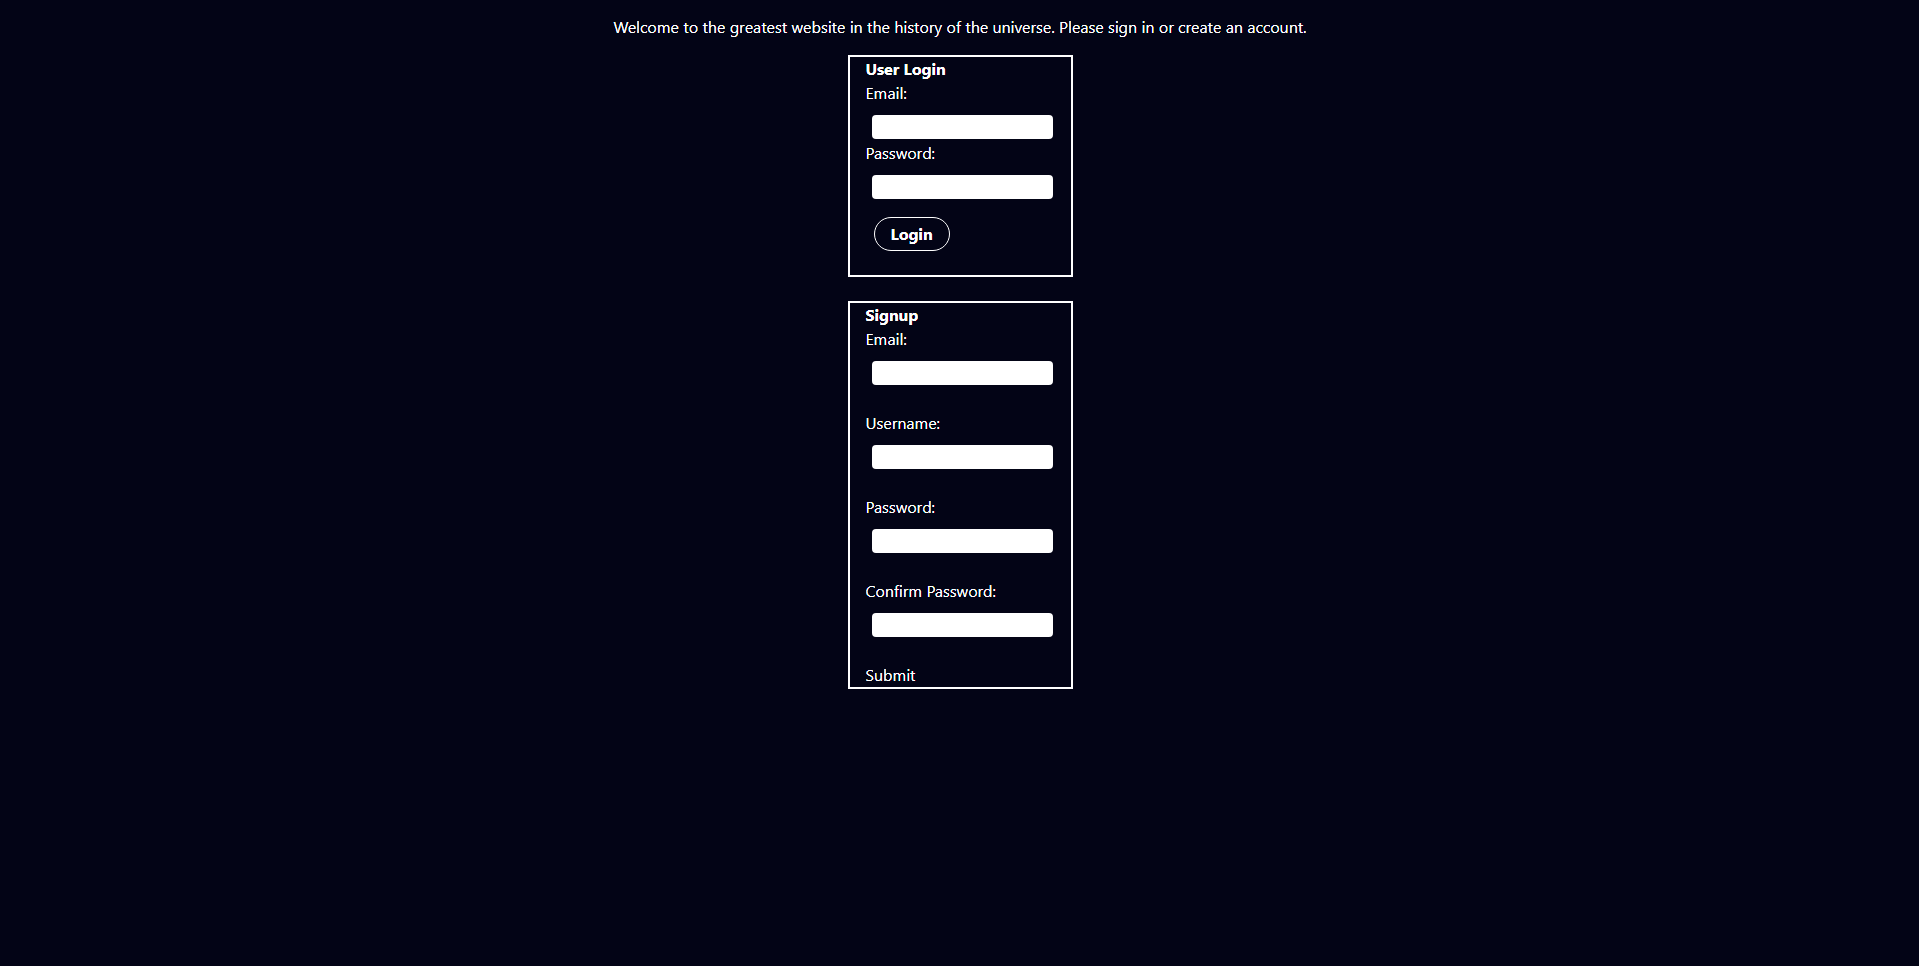 Welcome to the greatest website in the history of the universe. Please sign in or create an account.
User Login
Email:
Password:
Login
Signup
Email:
Username:
Password:
Confirm Password:
Submit